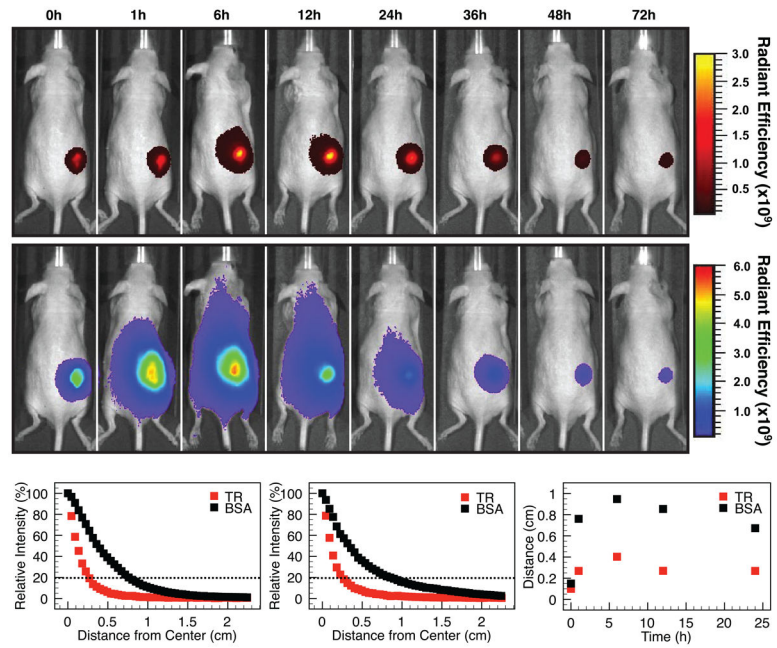 0h 1h 6h 12h 24h 36h 48h 72h
3.0
2.5
2.0
1.5
1.0
0.5
Radiant Efficiency (x10⁹)
6.0
5.0
4.0
3.0
2.0
1.0
Radiant Efficiency (x10⁹)
Relative Intensity (%)
100
80
60
40
20
0
TR
BSA
0 0.5 1 1.5 2
Distance from Center (cm)
Relative Intensity (%)
100
80
60
40
20
0
TR
BSA
0 0.5 1 1.5 2
Distance from Center (cm)
Distance (cm)
1
0.8
0.6
0.4
0.2
0
TR
BSA
0 5 10 15 20 24
Time (h)